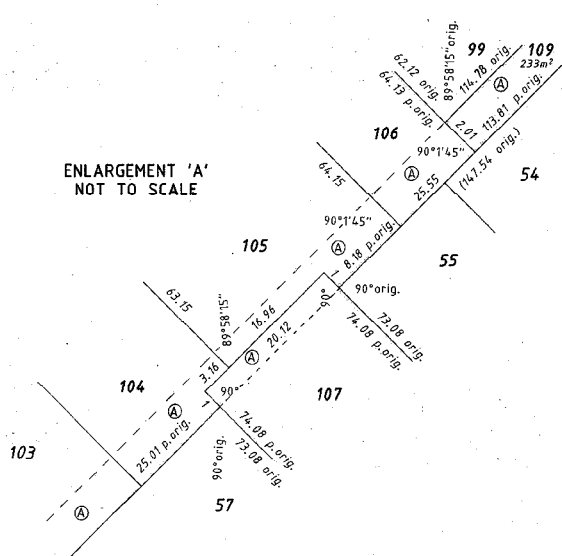 99
109
233m²
62.12 orig.
64.13 p.orig.
89°58'15"orig.
114.78 orig.
A
113.81 p.orig.
2.01
106
90°1'45"
A
25.55
(147.54 orig.)
54
ENLARGEMENT 'A'
NOT TO SCALE
64.15
90°1'45"
A
8.18 p.orig.
1
55
105
90°orig.
90°
73.08 orig.
74.08 p.orig.
63.15
89°58'15"
16.96
20.12
A
3.16
104
90°
107
A
1
25.01 p.orig.
74.08 p.orig.
73.08 orig.
90°orig.
103
57
A